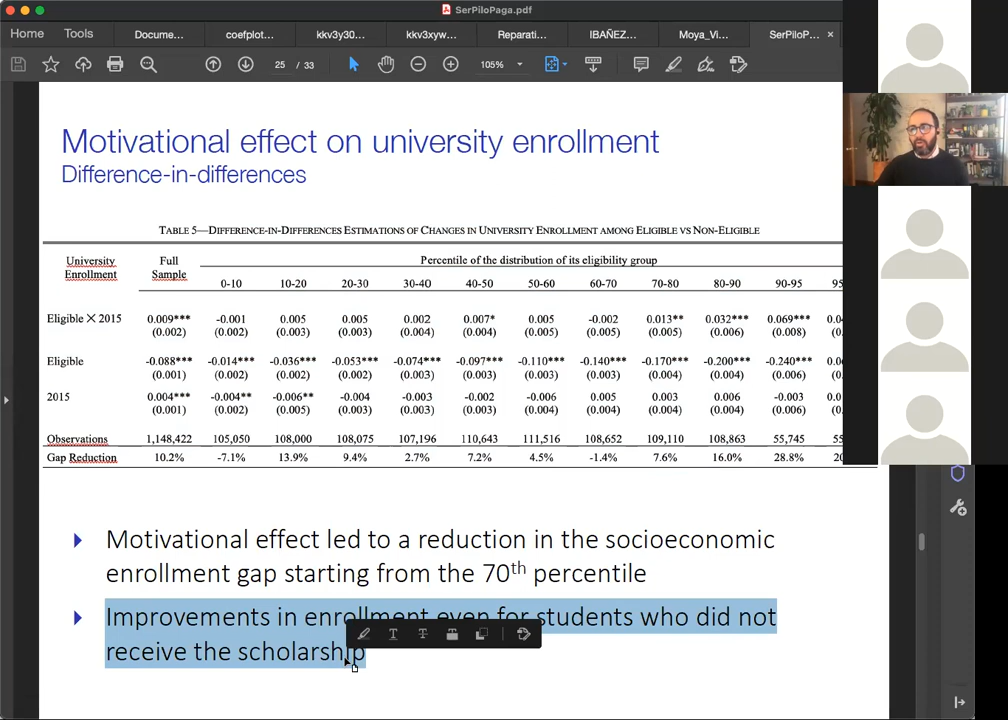 SerPiloPaga.pdf
Home Tools Docume... coefplot... kkv3y30... kkv3xyw... Reparati... IBAÑEZ... Moya_Vi... SerPiloP... ×
25 / 33 105%
Motivational effect on university enrollment
Difference-in-differences
TABLE 5—DIFFERENCE-IN-DIFFERENCES ESTIMATIONS OF CHANGES IN UNIVERSITY ENROLLMENT AMONG ELIGIBLE VS NON-ELIGIBLE
University Full Percentile of the distribution of its eligibility group
Enrollment Sample 0-10 10-20 20-30 30-40 40-50 50-60 60-70 70-80 80-90 90-95 95
Eligible X 2015 0.009*** -0.001 0.005 0.005 0.002 0.007* 0.005 -0.002 0.013** 0.032*** 0.069*** 0.0
(0.002) (0.002) (0.003) (0.003) (0.004) (0.004) (0.005) (0.005) (0.005) (0.006) (0.008) (0.
Eligible -0.088*** -0.014*** -0.036*** -0.053*** -0.074*** -0.097*** -0.110*** -0.140*** -0.170*** -0.200*** -0.240*** 0.0
(0.001) (0.002) (0.002) (0.002) (0.003) (0.003) (0.003) (0.003) (0.004) (0.004) (0.006) (0.
2015 0.004*** -0.004** -0.006** -0.004 -0.003 -0.002 -0.006 0.005 0.003 0.006 -0.003 0.0
(0.001) (0.002) (0.005) (0.003) (0.003) (0.003) (0.004) (0.004) (0.004) (0.004) (0.006) (0.
Observations 1,148,422 105,050 108,000 108,075 107,196 110,643 111,516 108,652 109,110 108,863 55,745 55
Gap Reduction 10.2% -7.1% 13.9% 9.4% 2.7% 7.2% 4.5% -1.4% 7.6% 16.0% 28.8% 20
Motivational effect led to a reduction in the socioeconomic
enrollment gap starting from the 70th percentile
Improvements in enrollment even for students who did not
receive the scholarship